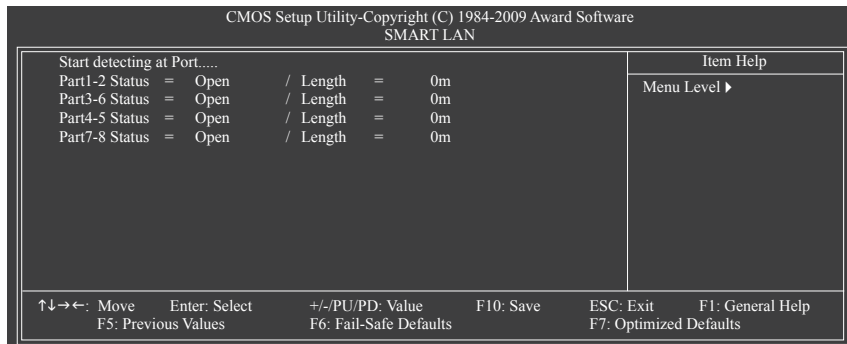 CMOS Setup Utility-Copyright (C) 1984-2009 Award Software
SMART LAN
Start detecting at Port.....
Part1-2 Status = Open / Length = 0m
Part3-6 Status = Open / Length = 0m
Part4-5 Status = Open / Length = 0m
Part7-8 Status = Open / Length = 0m
Item Help
Menu Level▶
↑↓→←: Move Enter: Select +/-/PU/PD: Value F10: Save ESC: Exit F1: General Help
F5: Previous Values F6: Fail-Safe Defaults F7: Optimized Defaults